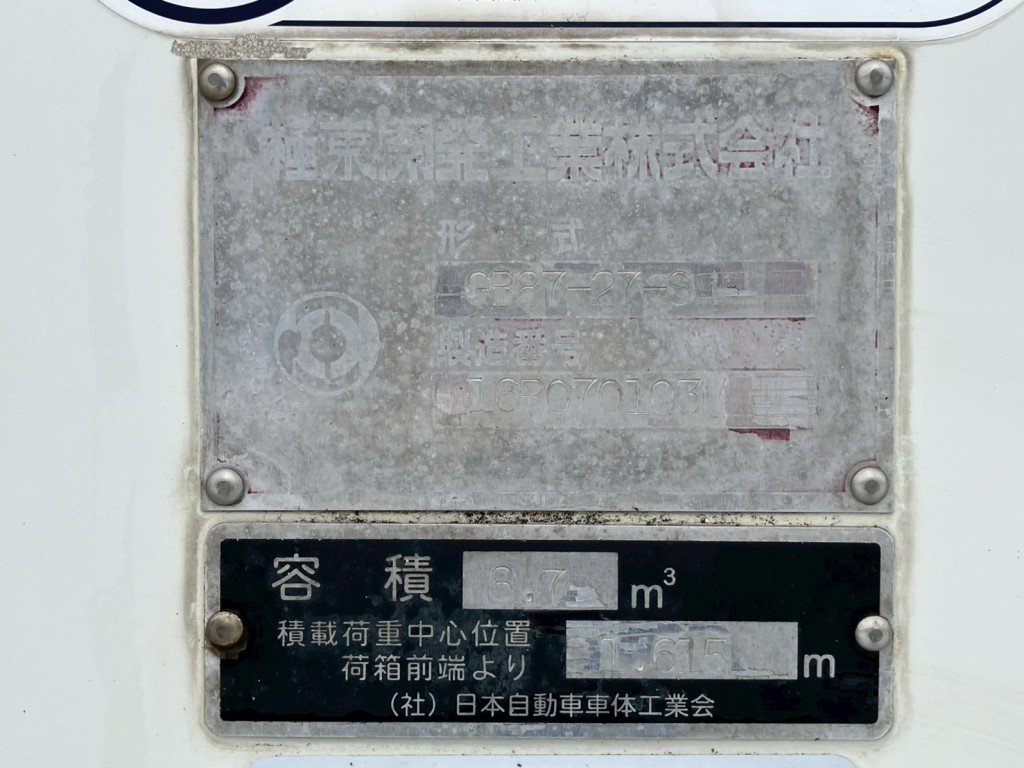 極東開発工業株式会社
形 式
GB87-27-3
製造番号
容 積 8.7 m³
積載荷重中心位置
荷箱前端より 1.615 m
(社) 日本自動車車体工業会